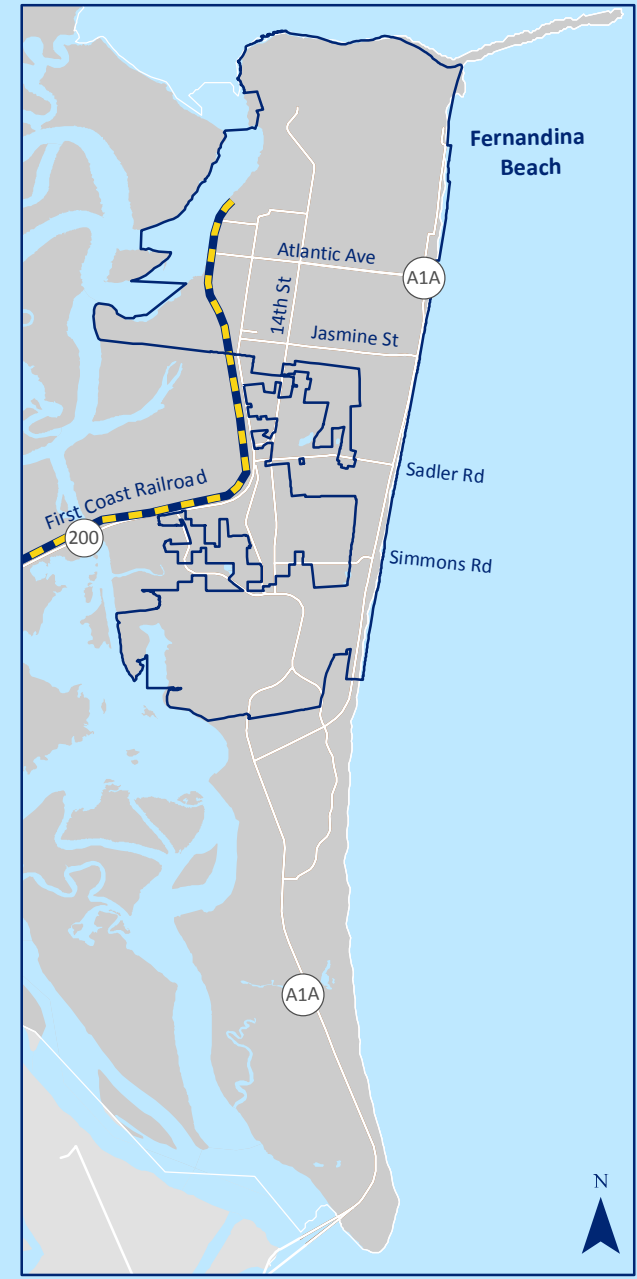 Fernandina
Beach
Atlantic Ave
A1A
14th St
Jasmine St
Sadler Rd
First Coast Railroad
200
Simmons Rd
A1A
N